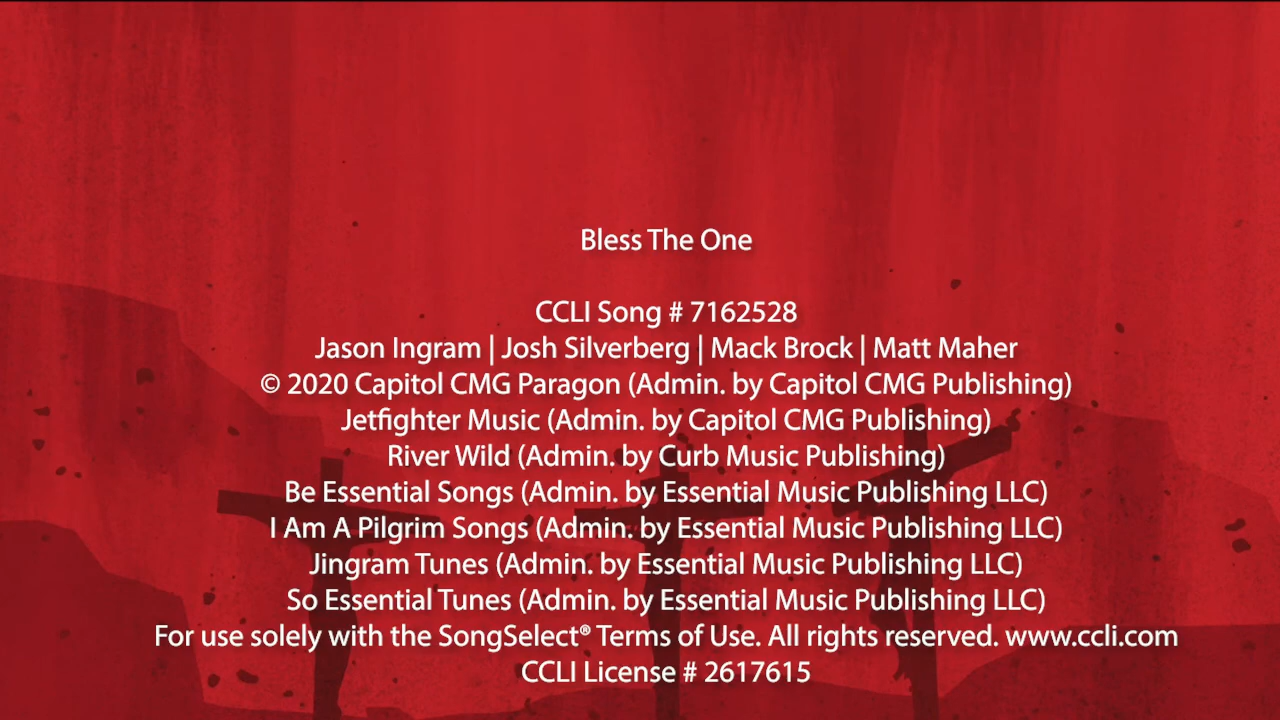 Bless The One
CCLI Song # 7162528
Jason Ingram | Josh Silverberg | Mack Brock | Matt Maher
© 2020 Capitol CMG Paragon (Admin. by Capitol CMG Publishing)
Jetfighter Music (Admin. by Capitol CMG Publishing)
River Wild (Admin. by Curb Music Publishing)
Be Essential Songs (Admin. by Essential Music Publishing LLC)
I Am A Pilgrim Songs (Admin. by Essential Music Publishing LLC)
Jingram Tunes (Admin. by Essential Music Publishing LLC)
So Essential Tunes (Admin. by Essential Music Publishing LLC)
For use solely with the SongSelect® Terms of Use. All rights reserved. www.ccli.com
CCLI License # 2617615